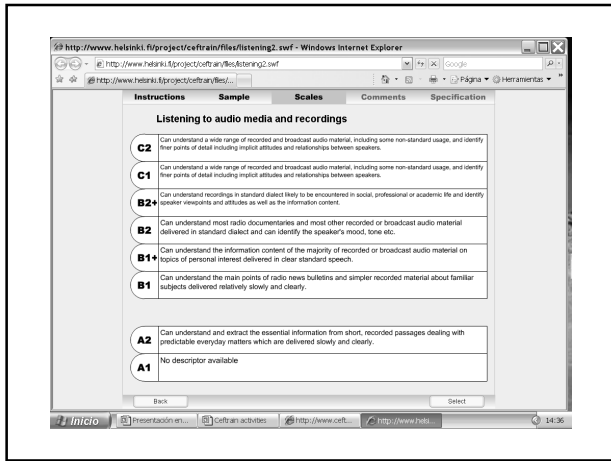 http://www.helsinki.fi/project/ceftrain/files/listening2.swf - Windows Internet Explorer
http://www.helsinki.fi/project/ceftrain/files/listening2.swf
Google
http://www.helsinki.fi/project/ceftrain/files/...
Página
Herramientas
Instructions Sample Scales Comments Specification
Listening to audio media and recordings
C2
Can understand a wide range of recorded and broadcast audio material, including some non-standard usage, and identify
finer points of detail including implicit attitudes and relationships between speakers.
C1
Can understand a wide range of recorded and broadcast audio material, including some non-standard usage, and identify
finer points of detail including implicit attitudes and relationships between speakers.
B2+
Can understand recordings in standard dialect likely to be encountered in social, professional or academic life and identify
speaker viewpoints and attitudes as well as the information content.
B2
Can understand most radio documentaries and most other recorded or broadcast audio material
delivered in standard dialect and can identify the speaker's mood, tone etc.
B1+
Can understand the information content of the majority of recorded or broadcast audio material on
topics of personal interest delivered in clear standard speech.
B1
Can understand the main points of radio news bulletins and simpler recorded material about familiar
subjects delivered relatively slowly and clearly.
A2
Can understand and extract the essential information from short, recorded passages dealing with
predictable everyday matters which are delivered slowly and clearly.
A1
No descriptor available
Back Select
Inicio Presentación en... Ceftrain activities http://www.ceft... http://www.helsi... 14:36